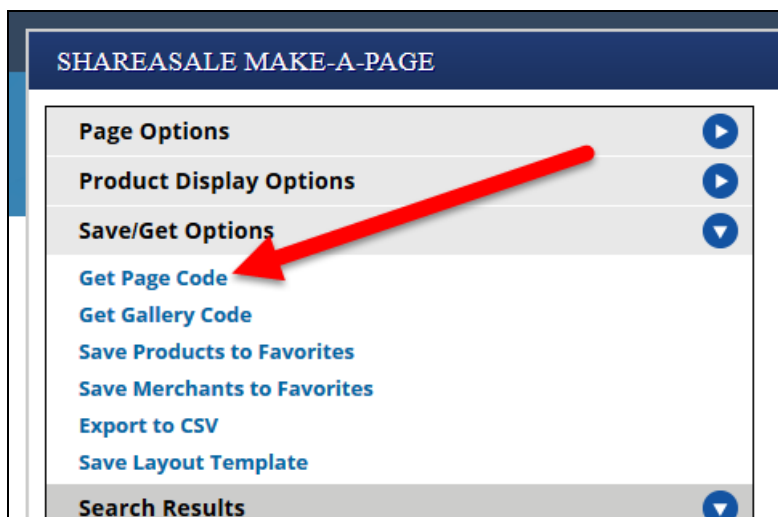 SHAREASALE MAKE-A-PAGE
Page Options
Product Display Options
Save/Get Options
Get Page Code
Get Gallery Code
Save Products to Favorites
Save Merchants to Favorites
Export to CSV
Save Layout Template
Search Results